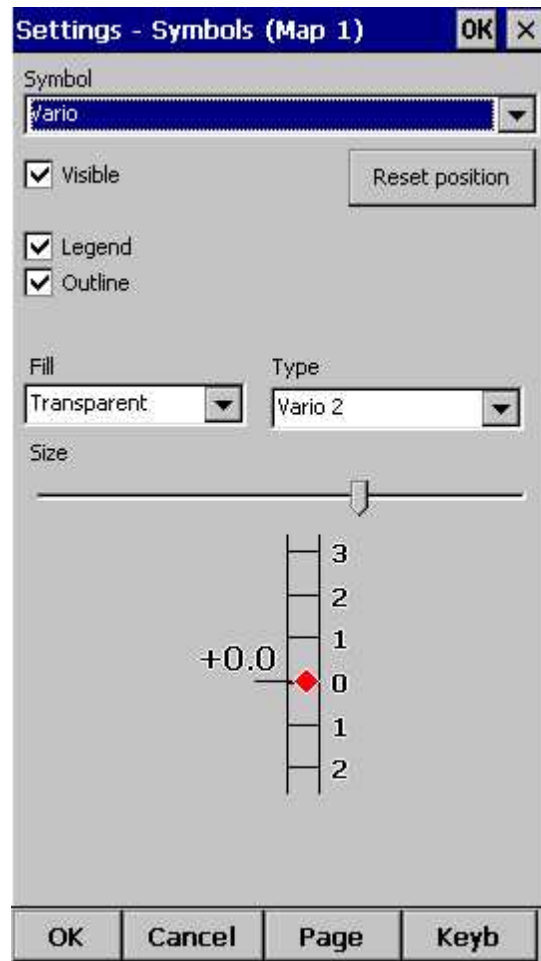 Settings - Symbols (Map 1) OK ×
Symbol
Vario
Visible
Reset position
Legend
Outline
Fill Type
Transparent Vario 2
Size
3
2
1
+0.0
0
1
2
OK Cancel Page Keyb